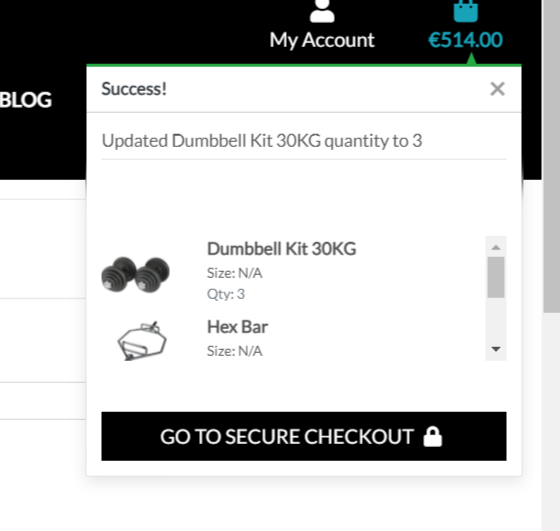 My Account
€514.00
BLOG
Success!
×
Updated Dumbbell Kit 30KG quantity to 3
Dumbbell Kit 30KG
Size: N/A
Qty: 3
Hex Bar
Size: N/A
GO TO SECURE CHECKOUT